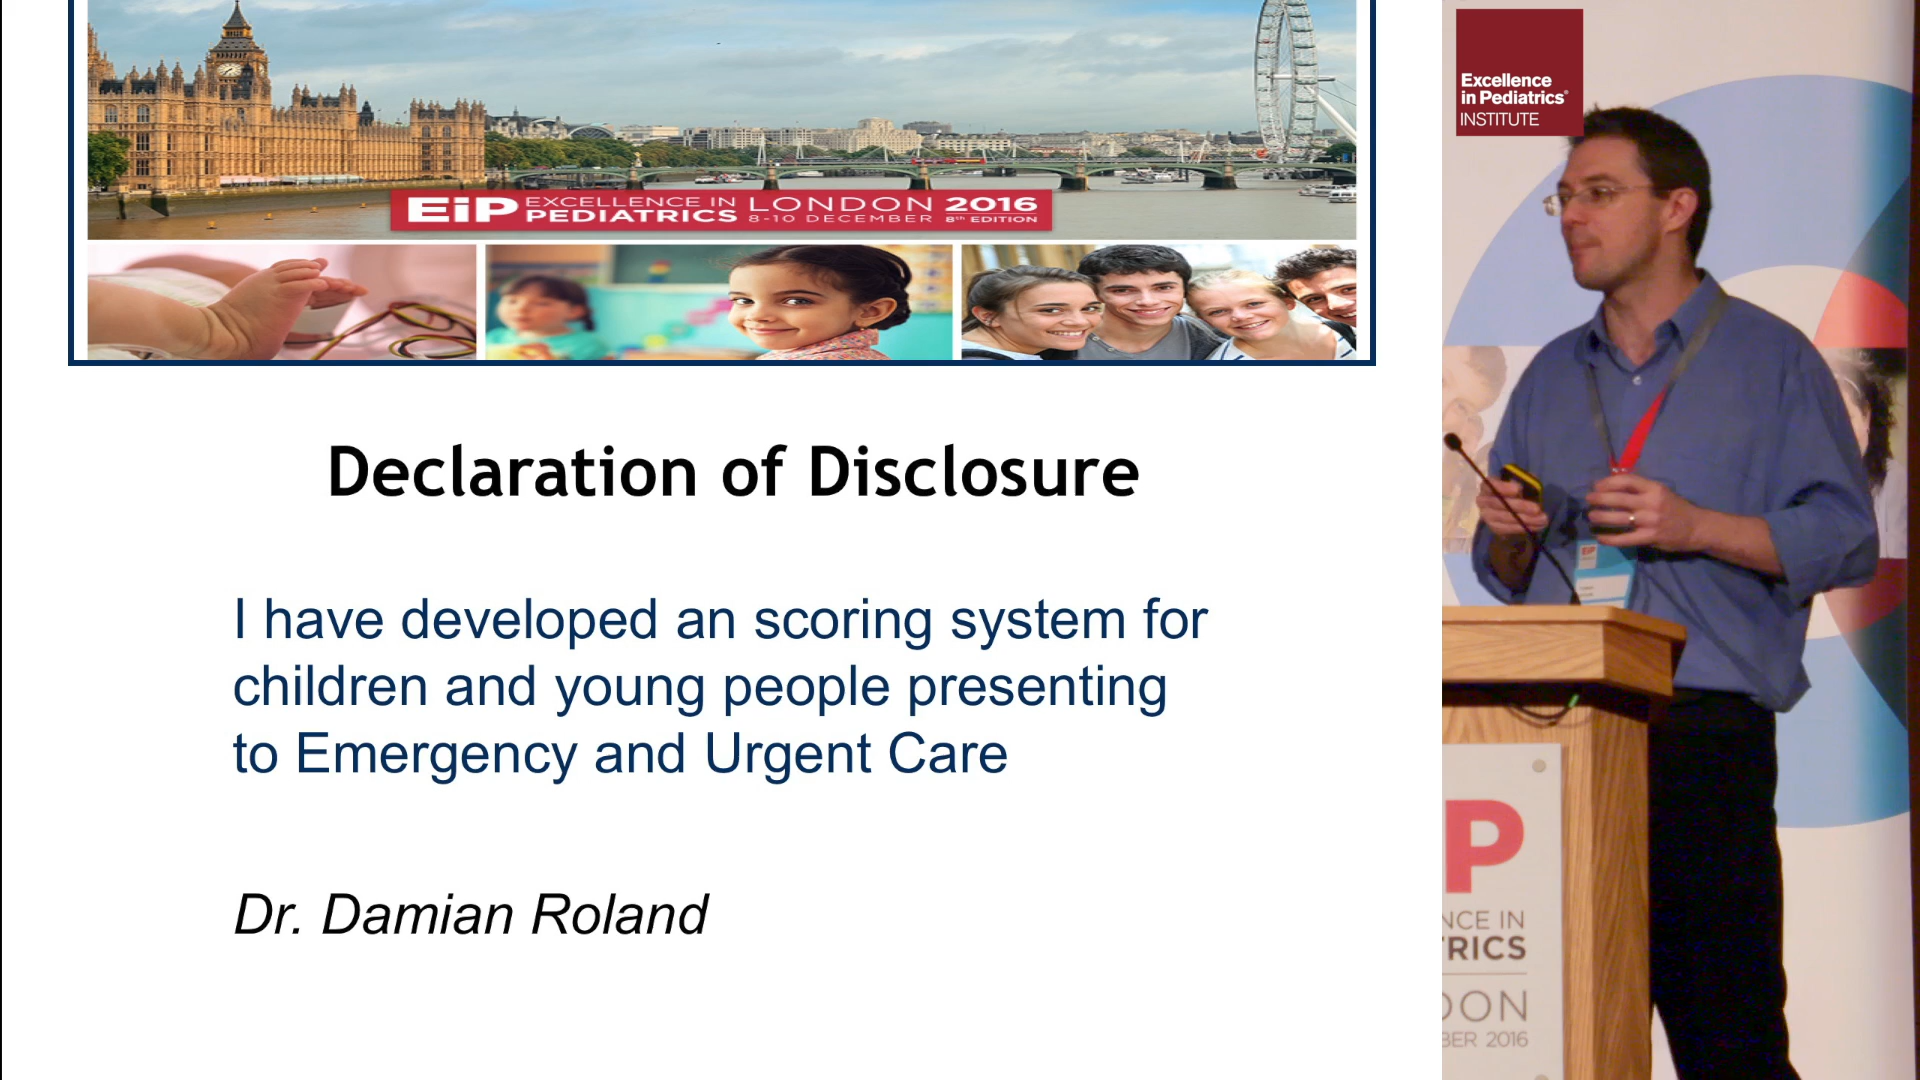 EiP EXCELLENCE IN PEDIATRICS LONDON 2016
8-10 DECEMBER 8th EDITION
Declaration of Disclosure
I have developed an scoring system for
children and young people presenting
to Emergency and Urgent Care
Dr. Damian Roland
Excellence
in Pediatrics®
INSTITUTE
EiP
P
NCE IN
TRICS
DON
BER 2016